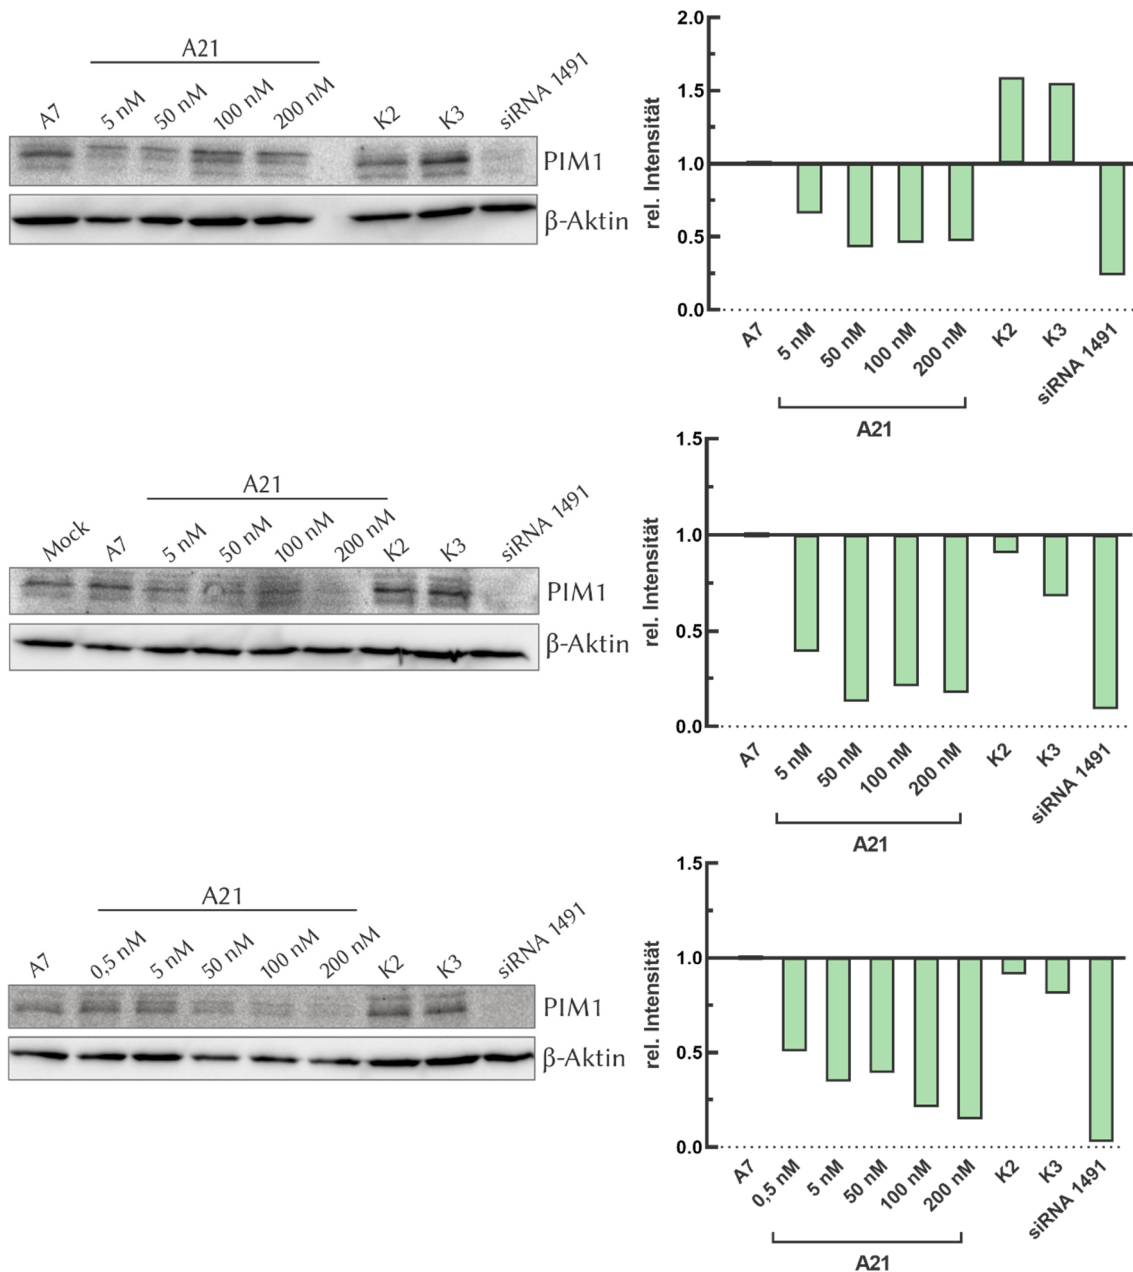 A21
A7 5 nM 50 nM 100 nM 200 nM K2 K3 siRNA 1491
PIM1
β-Aktin
2.0
1.5
1.0
0.5
0.0
rel. Intensität
A7 5 nM 50 nM 100 nM 200 nM K2 K3 siRNA 1491
A21
A21
Mock A7 5 nM 50 nM 100 nM 200 nM K2 K3 siRNA 1491
PIM1
β-Aktin
1.5
1.0
0.5
0.0
rel. Intensität
A7 5 nM 50 nM 100 nM 200 nM K2 K3 siRNA 1491
A21
A21
A7 0,5 nM 5 nM 50 nM 100 nM 200 nM K2 K3 siRNA 1491
PIM1
β-Aktin
1.5
1.0
0.5
0.0
rel. Intensität
A7 0,5 nM 5 nM 50 nM 100 nM 200 nM K2 K3 siRNA 1491
A21